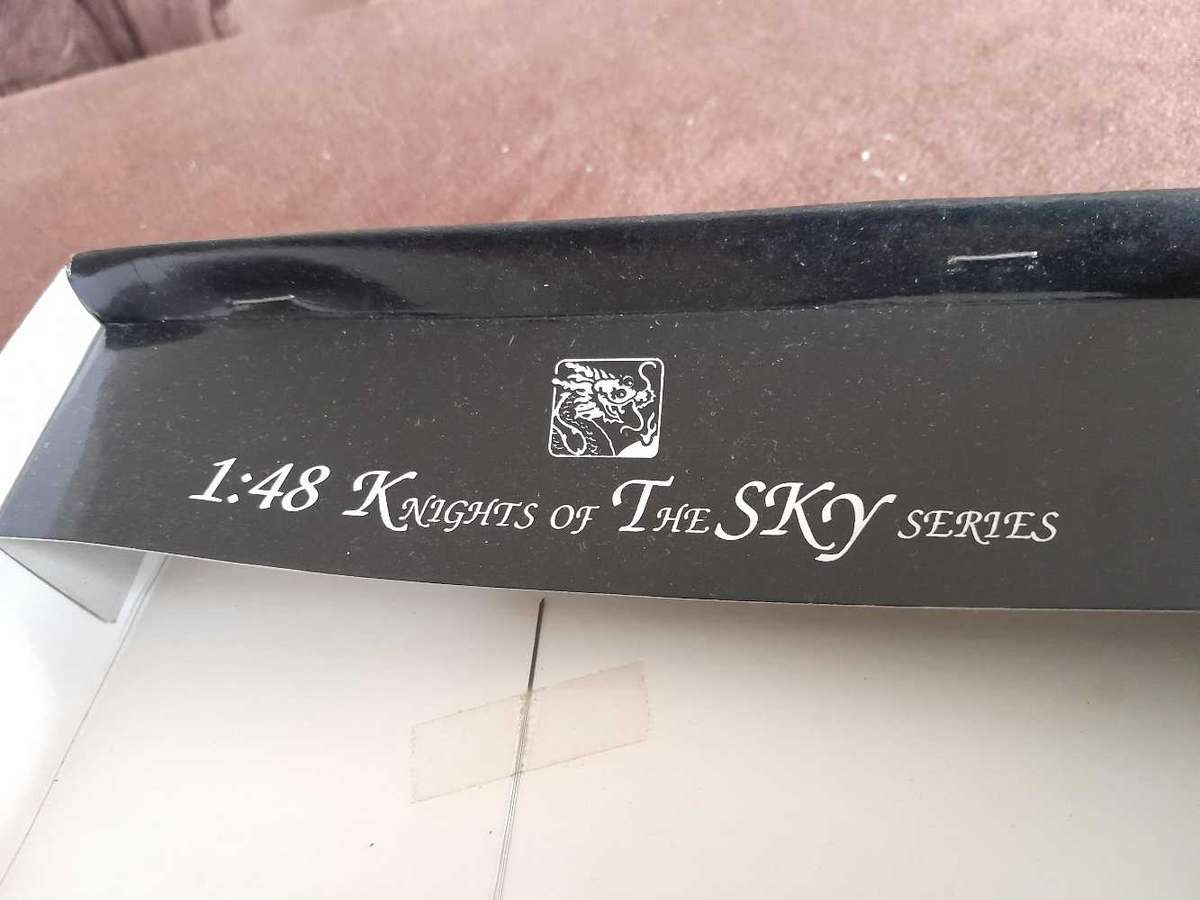 1:48 KNIGHTS OF THE SKY SERIES